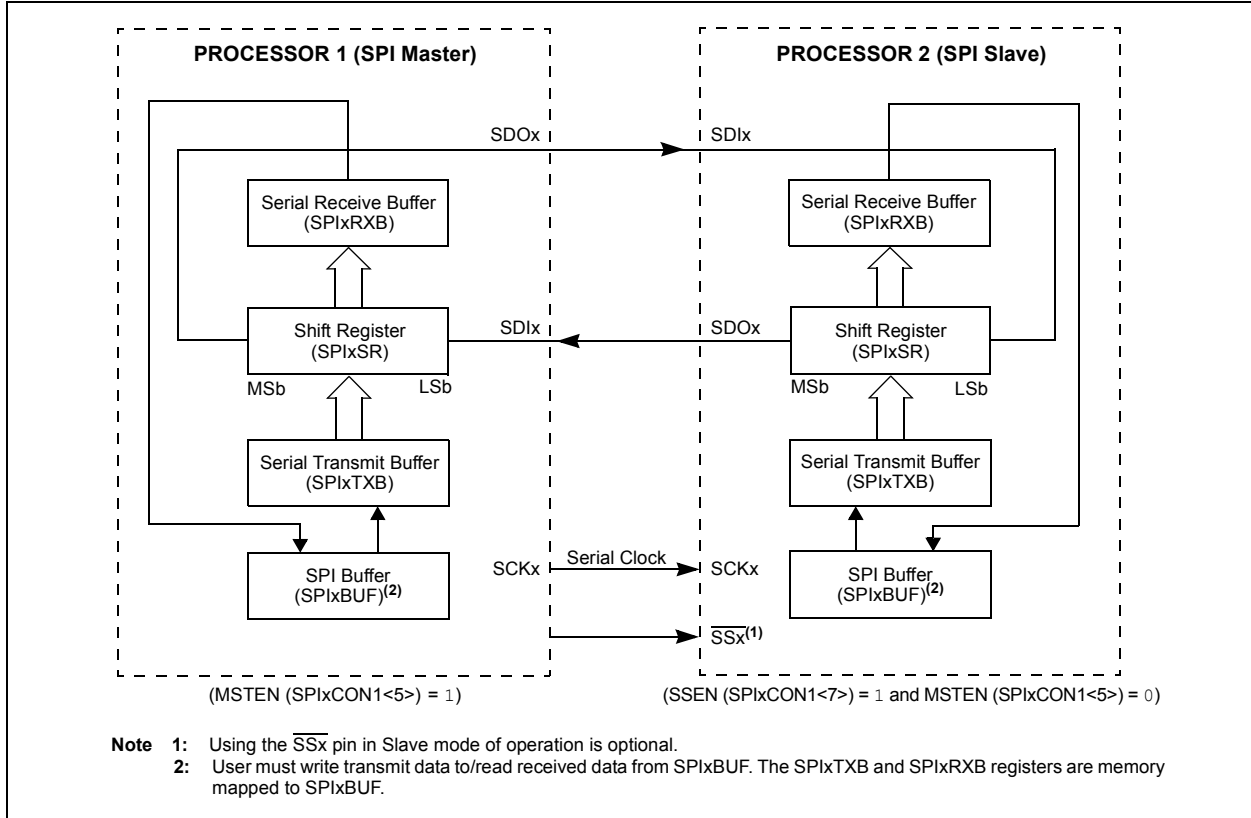 PROCESSOR 1 (SPI Master)
PROCESSOR 2 (SPI Slave)
SDOx
SDIx
Serial Receive Buffer
(SPIxRXB)
Serial Receive Buffer
(SPIxRXB)
Shift Register
(SPIxSR)
SDIx
SDOx
Shift Register
(SPIxSR)
MSb
LSb
MSb
LSb
Serial Transmit Buffer
(SPIxTXB)
Serial Transmit Buffer
(SPIxTXB)
SPI Buffer
(SPIxBUF)(2)
SCKx
Serial Clock
SCKx
SPI Buffer
(SPIxBUF)(2)
SSx(1)
(MSTEN (SPIxCON1<5>) = 1)
(SSEN (SPIxCON1<7>) = 1 and MSTEN (SPIxCON1<5>) = 0)
Note 1: Using the SSx pin in Slave mode of operation is optional.
2: User must write transmit data to/read received data from SPIxBUF. The SPIxTXB and SPIxRXB registers are memory
mapped to SPIxBUF.